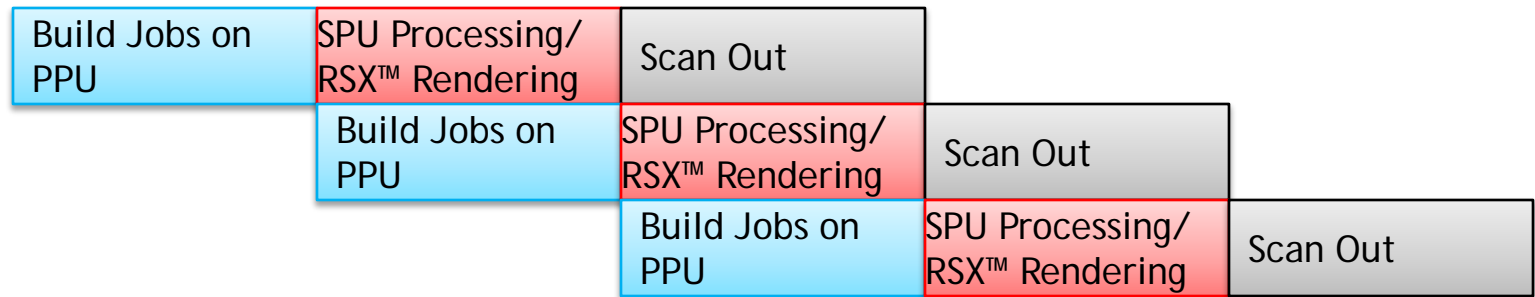 Build Jobs on
PPU
SPU Processing/
RSX™ Rendering
Scan Out
Build Jobs on
PPU
SPU Processing/
RSX™ Rendering
Scan Out
Build Jobs on
PPU
SPU Processing/
RSX™ Rendering
Scan Out